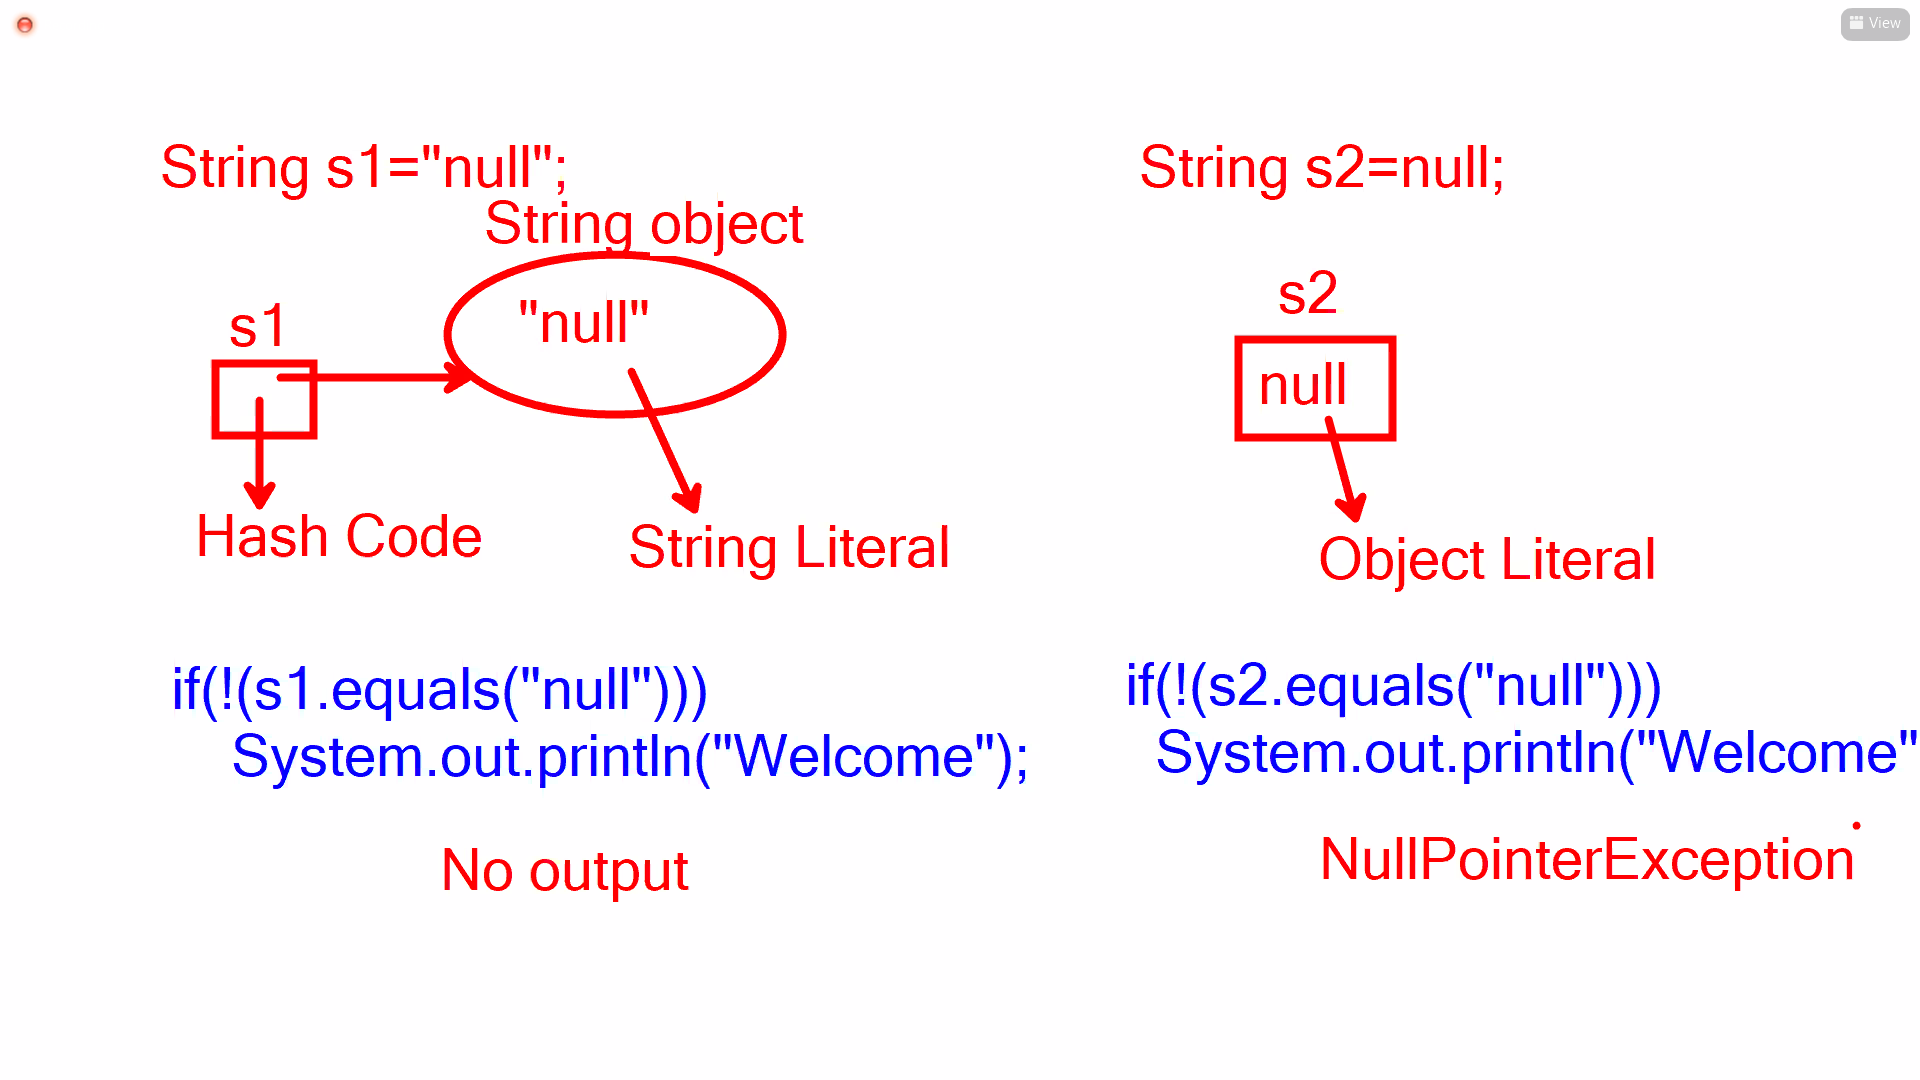 View
String s1="null";
String object
"null"
s1
Hash Code
String Literal
if(!(s1.equals("null")))
System.out.println("Welcome");
No output
String s2=null;
s2
null
Object Literal
if(!(s2.equals("null")))
System.out.println("Welcome"
NullPointerException